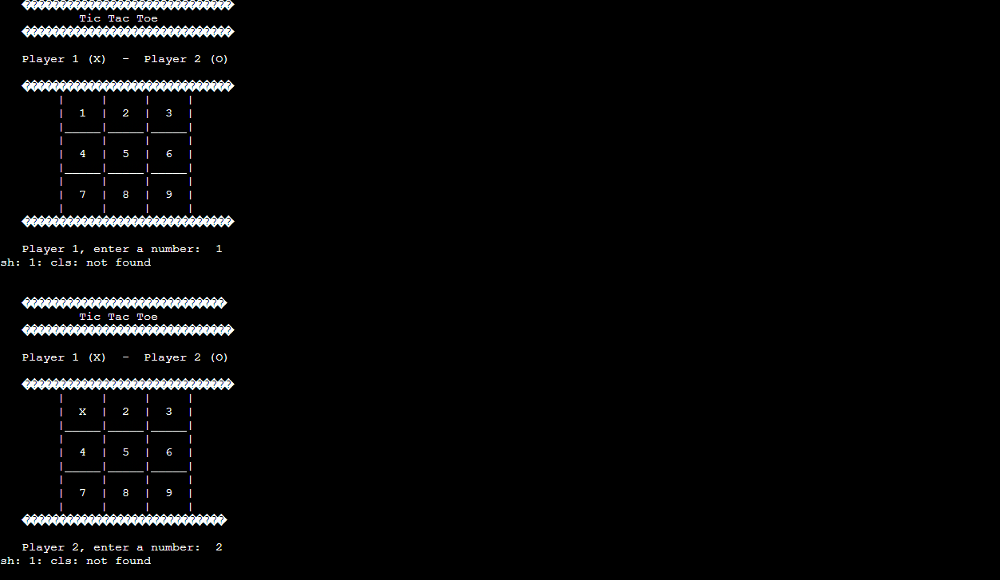 �����������������������������
Tic Tac Toe
�����������������������������
Player 1 (X) - Player 2 (O)
�����������������������������
| | | |
| 1 | 2 | 3 |
|_____|_____|_____|
| | | |
| 4 | 5 | 6 |
|_____|_____|_____|
| | | |
| 7 | 8 | 9 |
| | | |
�����������������������������
Player 1, enter a number: 1
sh: 1: cls: not found
����������������������������
Tic Tac Toe
�����������������������������
Player 1 (X) - Player 2 (O)
�����������������������������
| | | |
| X | 2 | 3 |
|_____|_____|_____|
| | | |
| 4 | 5 | 6 |
|_____|_____|_____|
| | | |
| 7 | 8 | 9 |
| | | |
����������������������������
Player 2, enter a number: 2
sh: 1: cls: not found